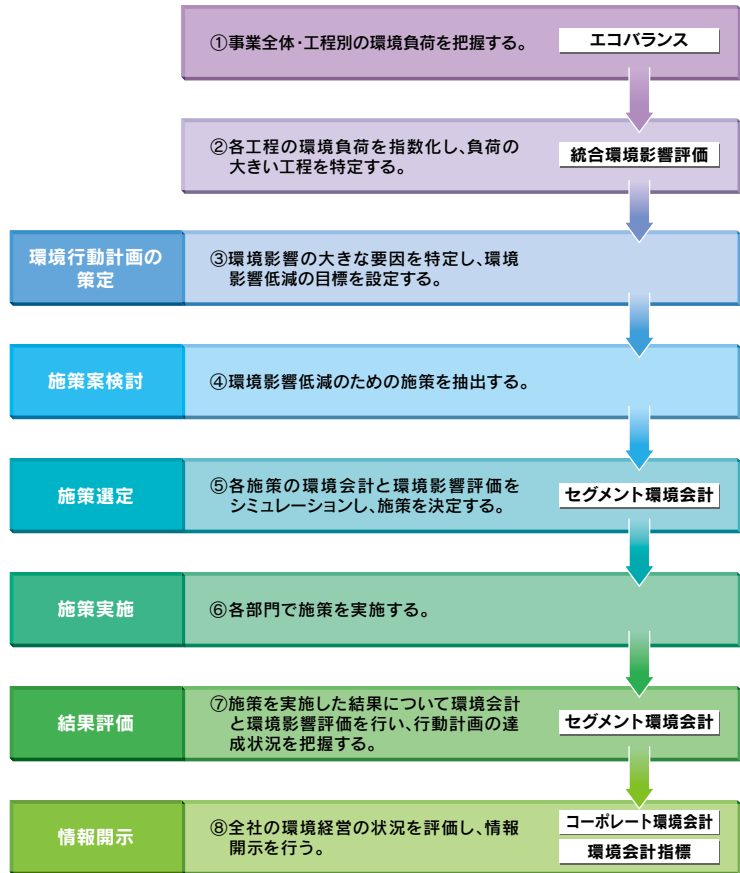 ①事業全体・工程別の環境負荷を把握する。
エコバランス
②各工程の環境負荷を指数化し、負荷の
大きい工程を特定する。
統合環境影響評価
環境行動計画の
策定
③環境影響の大きな要因を特定し、環境
影響低減の目標を設定する。
施策案検討
④環境影響低減のための施策を抽出する。
施策選定
⑤各施策の環境会計と環境影響評価を
シミュレーションし、施策を決定する。
セグメント環境会計
施策実施
⑥各部門で施策を実施する。
結果評価
⑦施策を実施した結果について環境会計
と環境影響評価を行い、行動計画の達
成状況を把握する。
セグメント環境会計
情報開示
⑧全社の環境経営の状況を評価し、情報
開示を行う。
コーポレート環境会計
環境会計指標